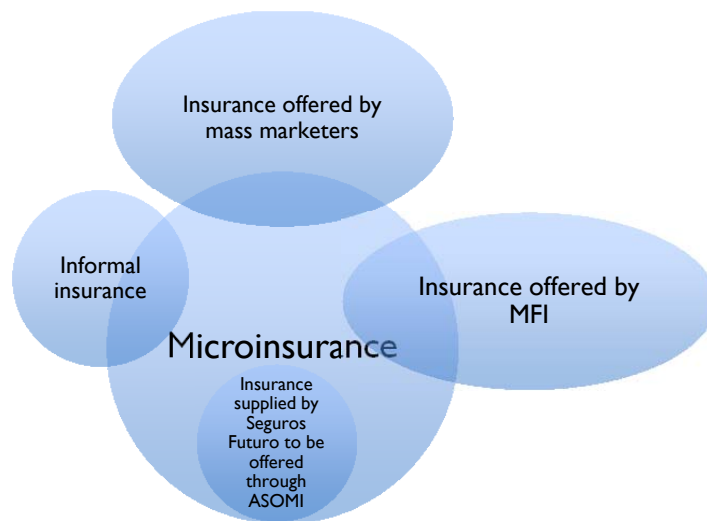 Insurance offered by
mass marketers
Informal
insurance
Insurance offered by
MFI
Microinsurance
Insurance
supplied by
Seguros
Futuro to be
offered
through
ASOMI